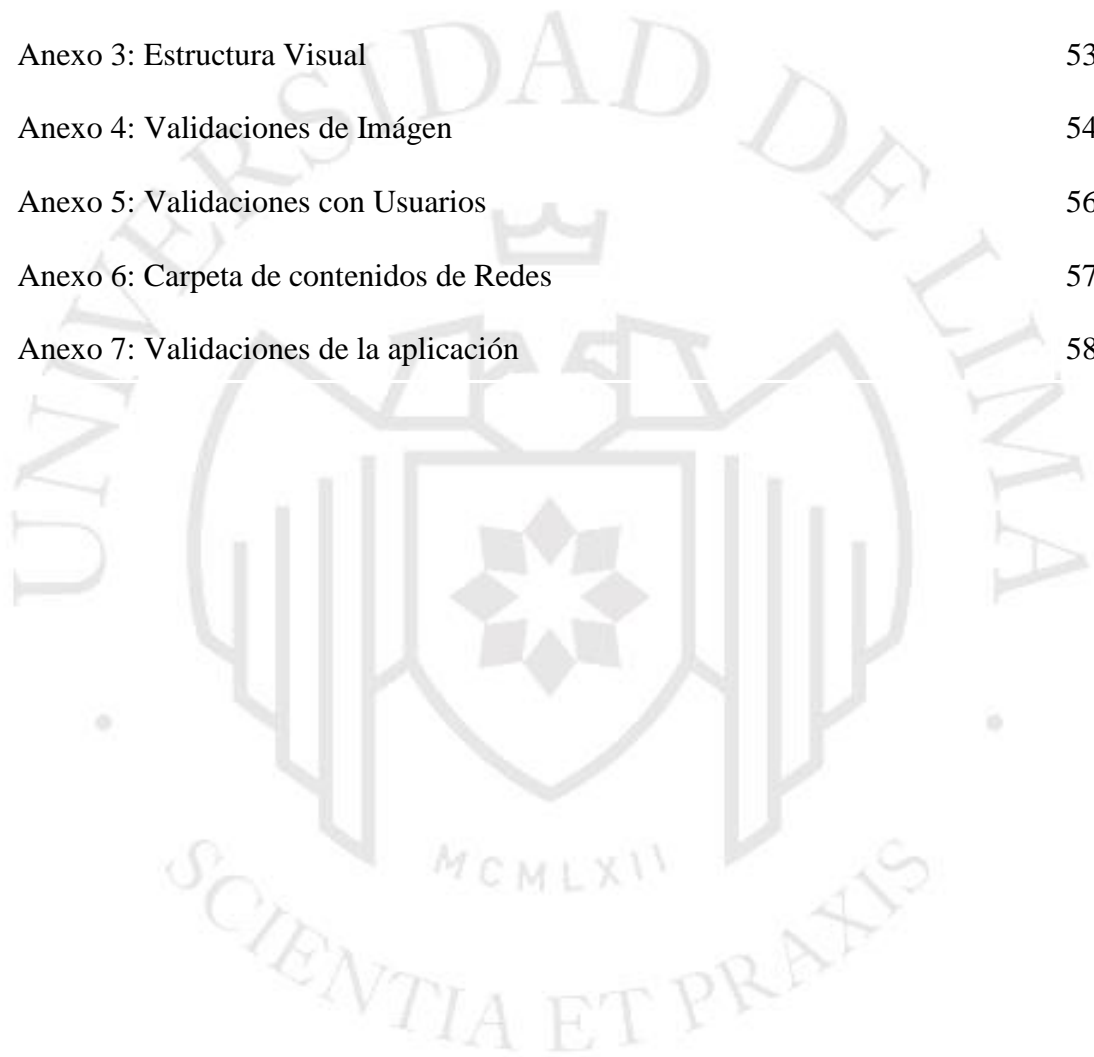 Anexo 3: Estructura Visual 53
Anexo 4: Validaciones de Imágen 54
Anexo 5: Validaciones con Usuarios 56
Anexo 6: Carpeta de contenidos de Redes 57
Anexo 7: Validaciones de la aplicación 58
UNIVERSIDAD DE LIMA
MCMLXII
SCIENTIA ET PRAXIS